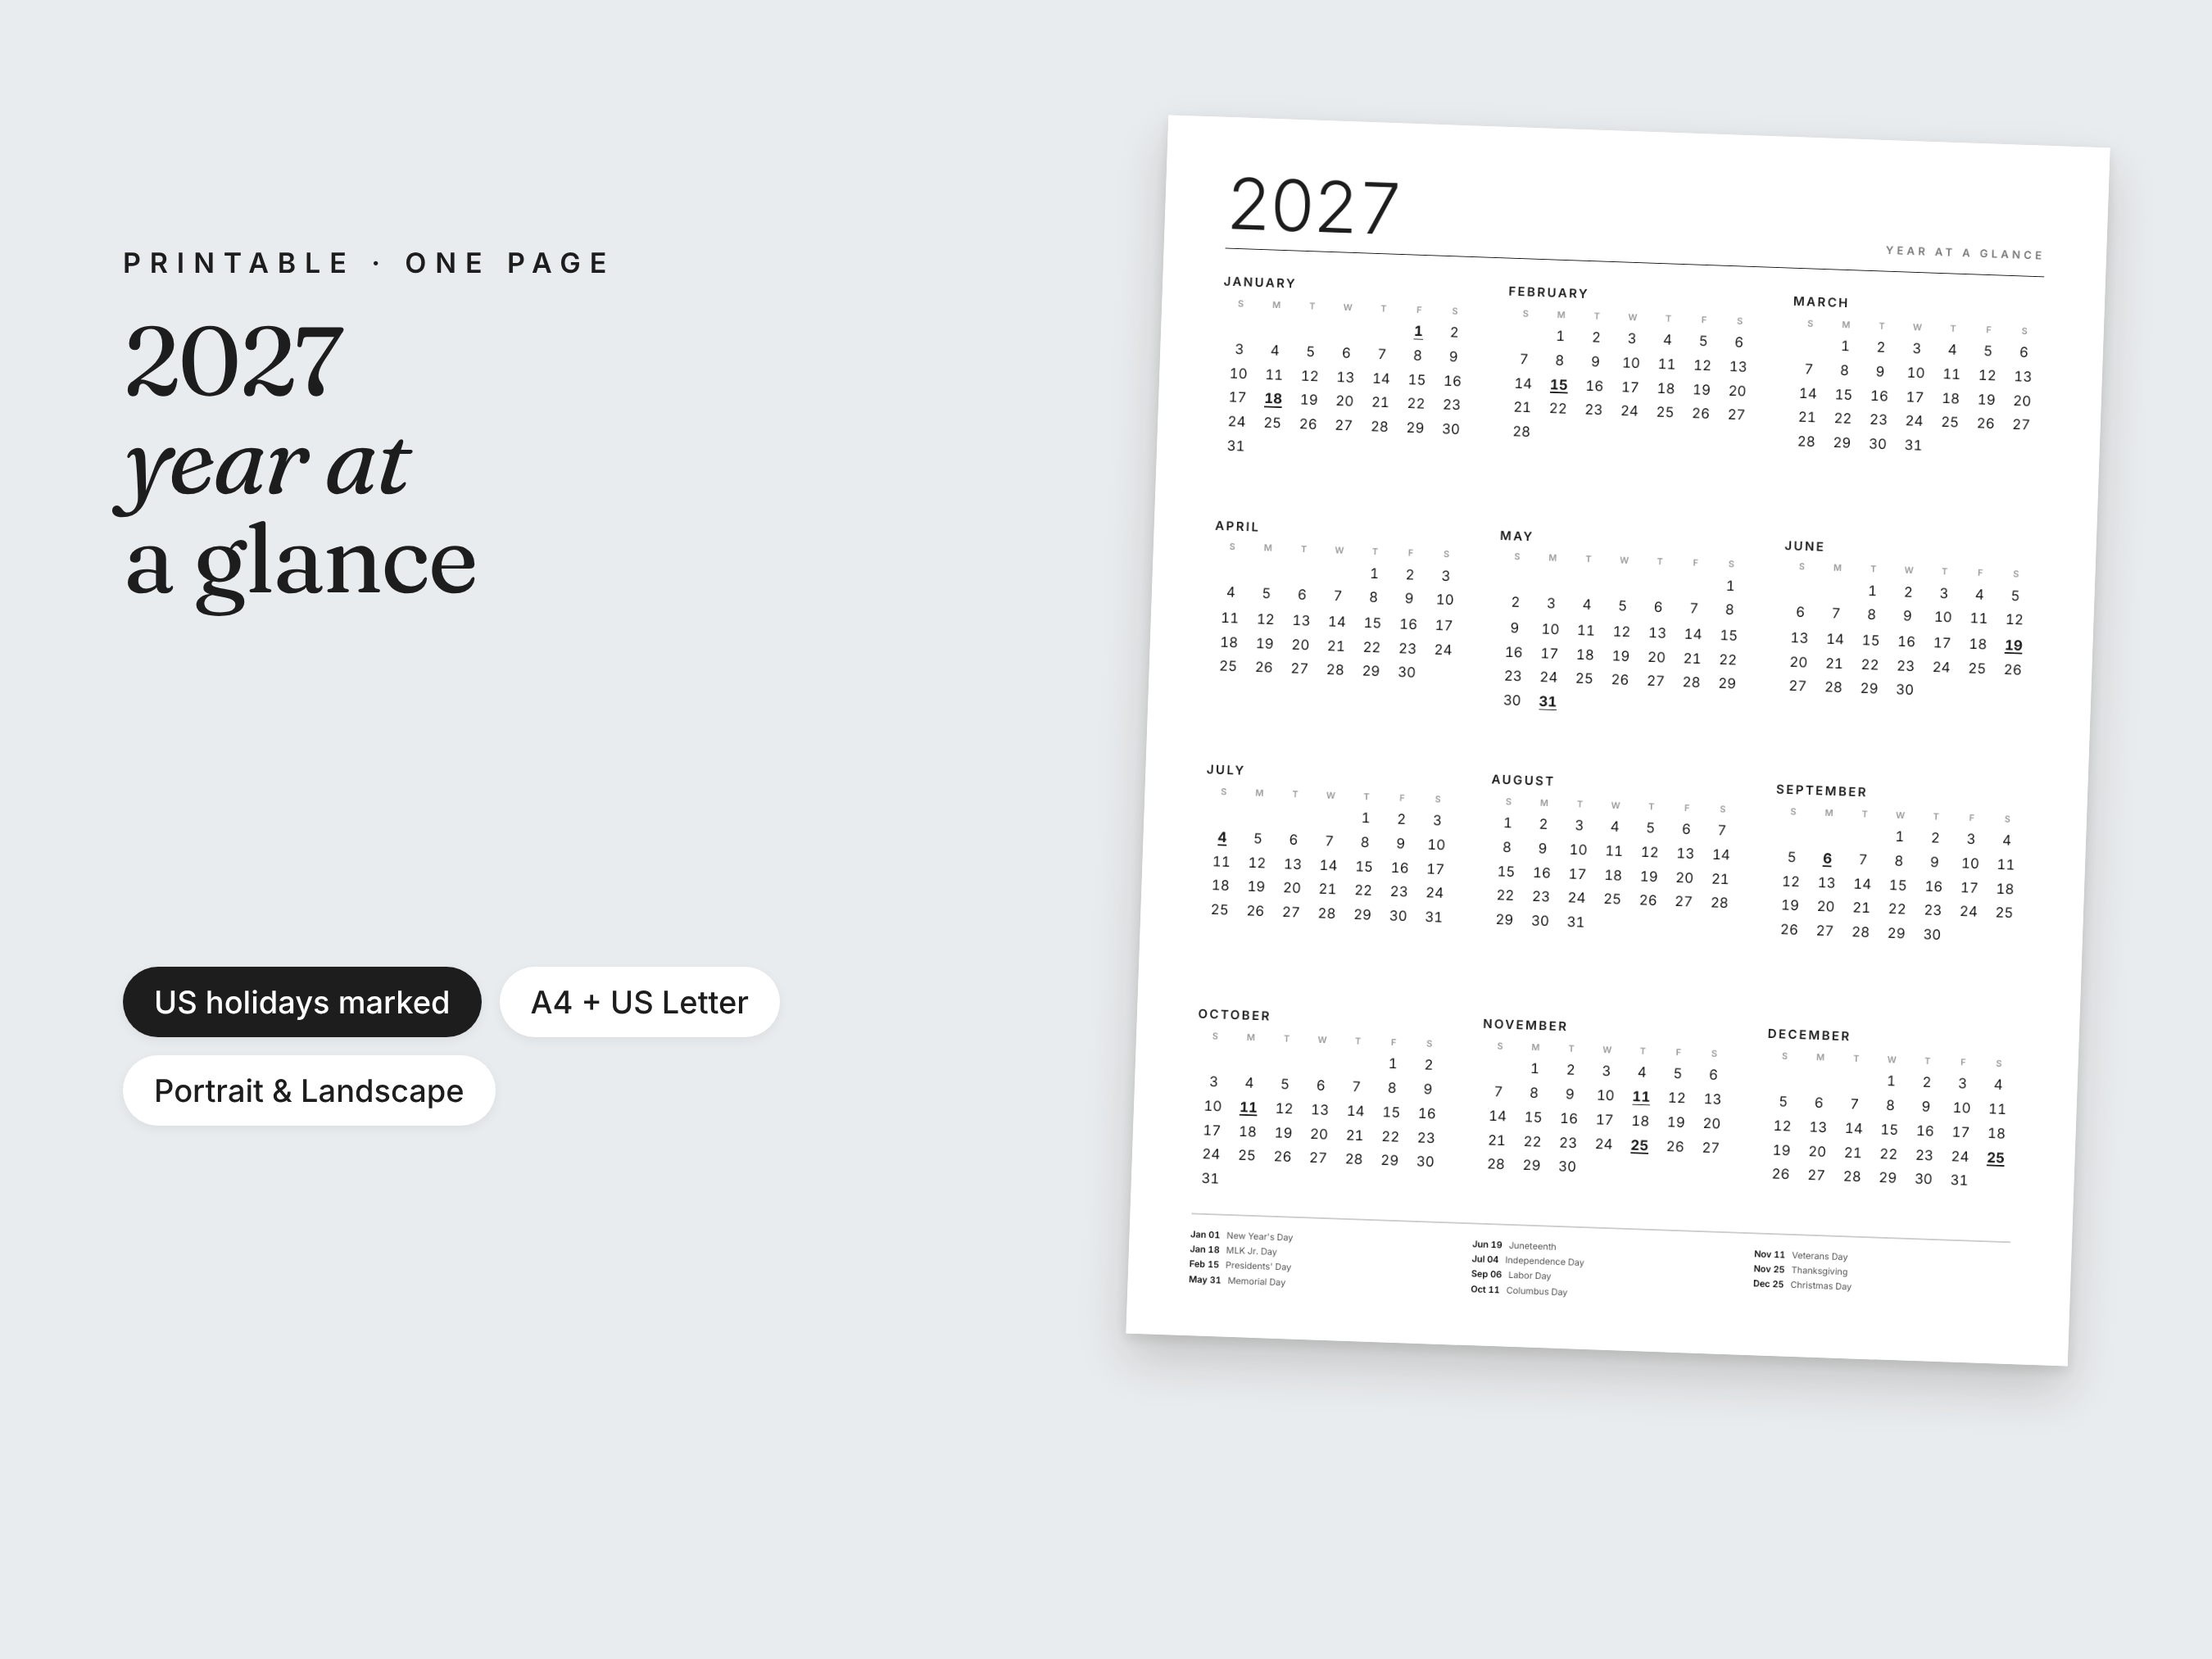 PRINTABLE · ONE PAGE
2027
year at
a glance
US holidays marked
A4 + US Letter
Portrait & Landscape
2027
YEAR AT A GLANCE
JANUARY
S M T W T F S
1 2
3 4 5 6 7 8 9
10 11 12 13 14 15 16
17 18 19 20 21 22 23
24 25 26 27 28 29 30
31
FEBRUARY
S M T W T F S
1 2 3 4 5 6
7 8 9 10 11 12 13
14 15 16 17 18 19 20
21 22 23 24 25 26 27
28
MARCH
S M T W T F S
1 2 3 4 5 6
7 8 9 10 11 12 13
14 15 16 17 18 19 20
21 22 23 24 25 26 27
28 29 30 31
APRIL
S M T W T F S
1 2 3
4 5 6 7 8 9 10
11 12 13 14 15 16 17
18 19 20 21 22 23 24
25 26 27 28 29 30
MAY
S M T W T F S
1
2 3 4 5 6 7 8
9 10 11 12 13 14 15
16 17 18 19 20 21 22
23 24 25 26 27 28 29
30 31
JUNE
S M T W T F S
1 2 3 4 5
6 7 8 9 10 11 12
13 14 15 16 17 18 19
20 21 22 23 24 25 26
27 28 29 30
JULY
S M T W T F S
1 2 3
4 5 6 7 8 9 10
11 12 13 14 15 16 17
18 19 20 21 22 23 24
25 26 27 28 29 30 31
AUGUST
S M T W T F S
1 2 3 4 5 6 7
8 9 10 11 12 13 14
15 16 17 18 19 20 21
22 23 24 25 26 27 28
29 30 31
SEPTEMBER
S M T W T F S
1 2 3 4
5 6 7 8 9 10 11
12 13 14 15 16 17 18
19 20 21 22 23 24 25
26 27 28 29 30
OCTOBER
S M T W T F S
1 2
3 4 5 6 7 8 9
10 11 12 13 14 15 16
17 18 19 20 21 22 23
24 25 26 27 28 29 30
31
NOVEMBER
S M T W T F S
1 2 3 4 5 6
7 8 9 10 11 12 13
14 15 16 17 18 19 20
21 22 23 24 25 26 27
28 29 30
DECEMBER
S M T W T F S
1 2 3 4
5 6 7 8 9 10 11
12 13 14 15 16 17 18
19 20 21 22 23 24 25
26 27 28 29 30 31
Jan 01 New Year's Day
Jan 18 MLK Jr. Day
Feb 15 Presidents' Day
May 31 Memorial Day
Jun 19 Juneteenth
Jul 04 Independence Day
Sep 06 Labor Day
Oct 11 Columbus Day
Nov 11 Veterans Day
Nov 25 Thanksgiving
Dec 25 Christmas Day